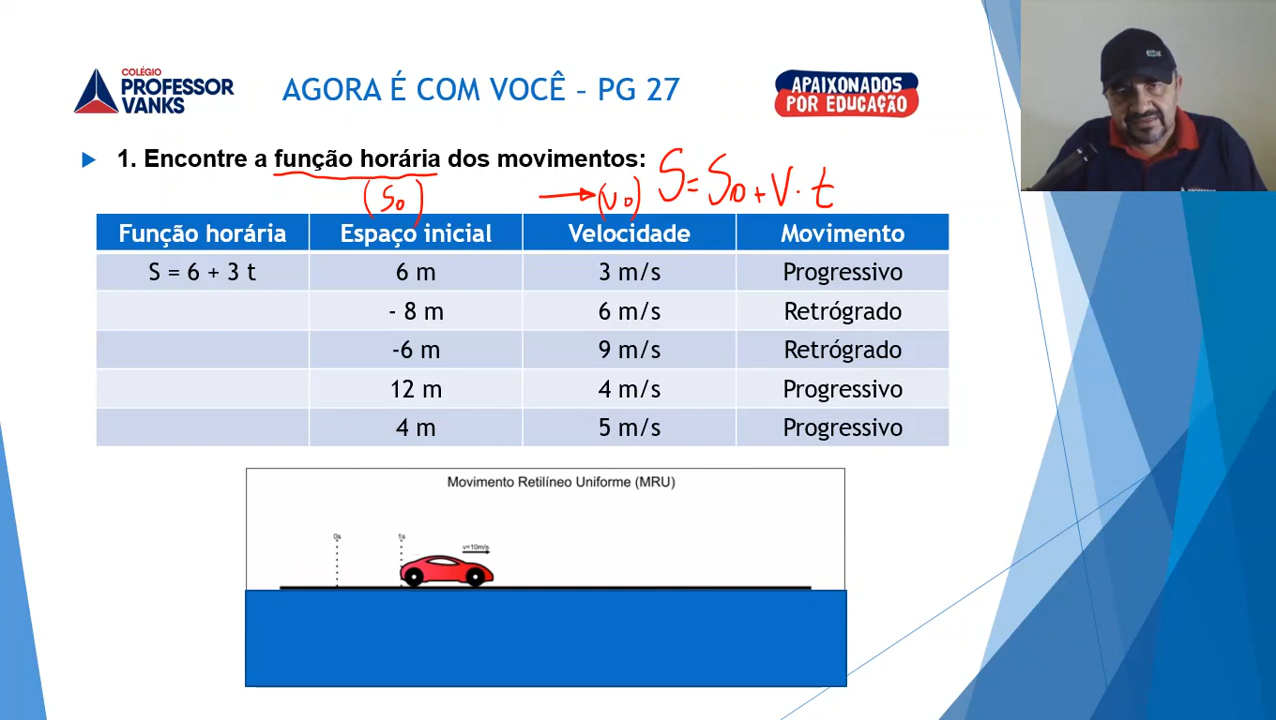 COLÉGIO
PROFESSOR
VANKS
AGORA É COM VOCÊ – PG 27
APAIXONADOS
POR EDUCAÇÃO
1. Encontre a função horária dos movimentos:
S = S0 + V · t
(S0)
(V0)
Função horária Espaço inicial Velocidade Movimento
S = 6 + 3 t 6 m 3 m/s Progressivo
- 8 m 6 m/s Retrógrado
-6 m 9 m/s Retrógrado
12 m 4 m/s Progressivo
4 m 5 m/s Progressivo
Movimento Retilíneo Uniforme (MRU)
0s
1s
v=10m/s